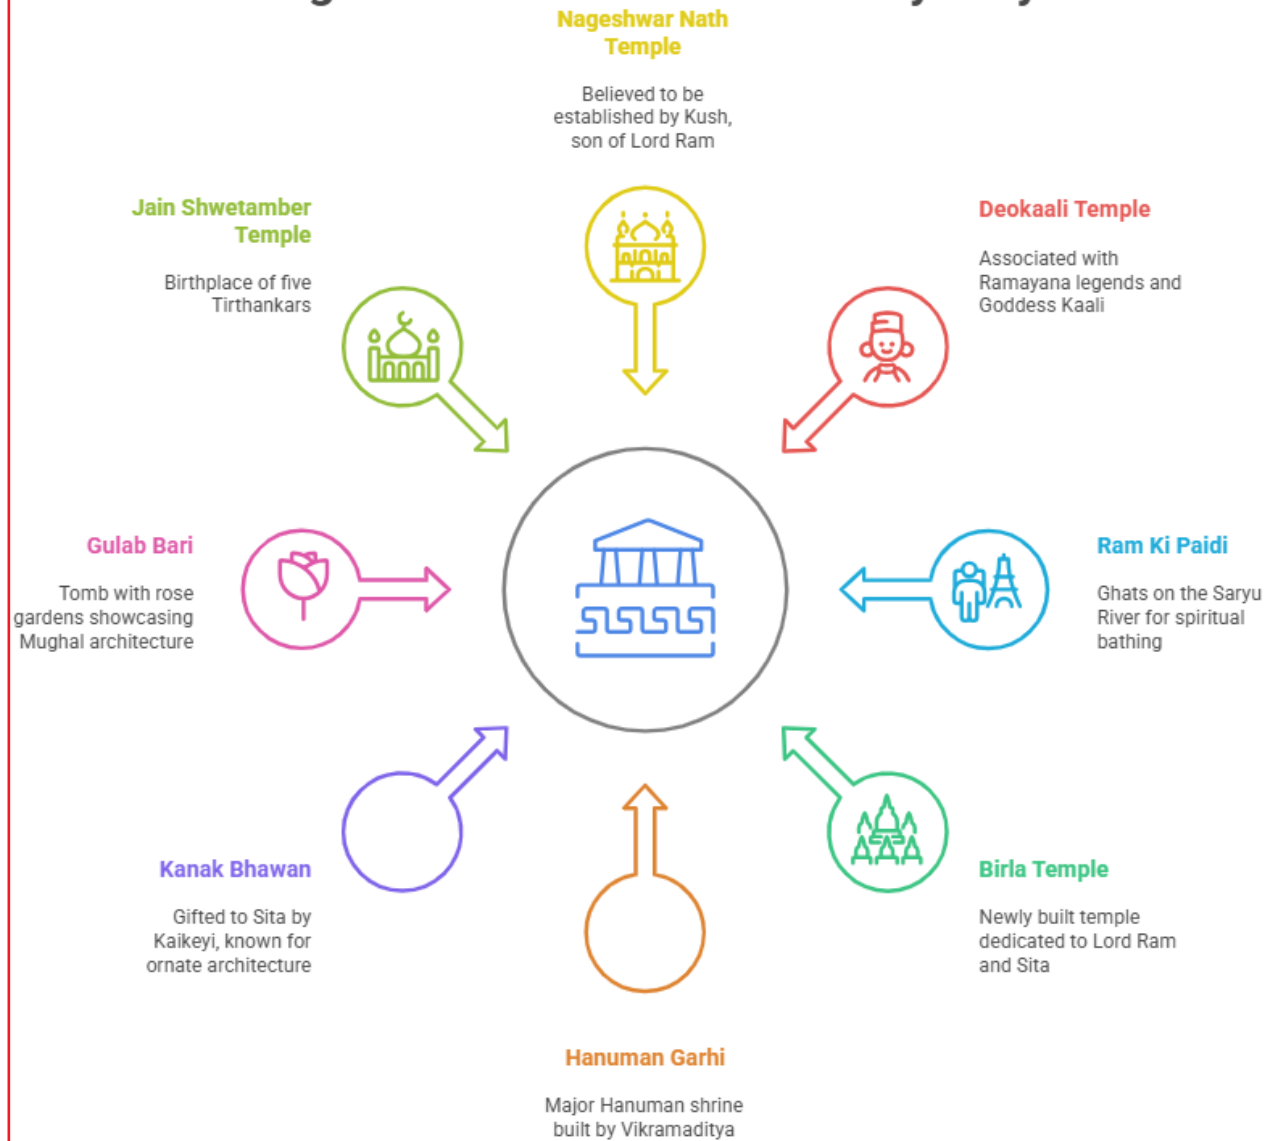 Nageshwar Nath
Temple
Believed to be
established by Kush,
son of Lord Ram
Jain Shwetamber
Temple
Birthplace of five
Tirthankars
Deokaali Temple
Associated with
Ramayana legends and
Goddess Kaali
Gulab Bari
Tomb with rose
gardens showcasing
Mughal architecture
Ram Ki Paidi
Ghats on the Saryu
River for spiritual
bathing
Kanak Bhawan
Gifted to Sita by
Kaikeyi, known for
ornate architecture
Birla Temple
Newly built temple
dedicated to Lord Ram
and Sita
Hanuman Garhi
Major Hanuman shrine
built by Vikramaditya